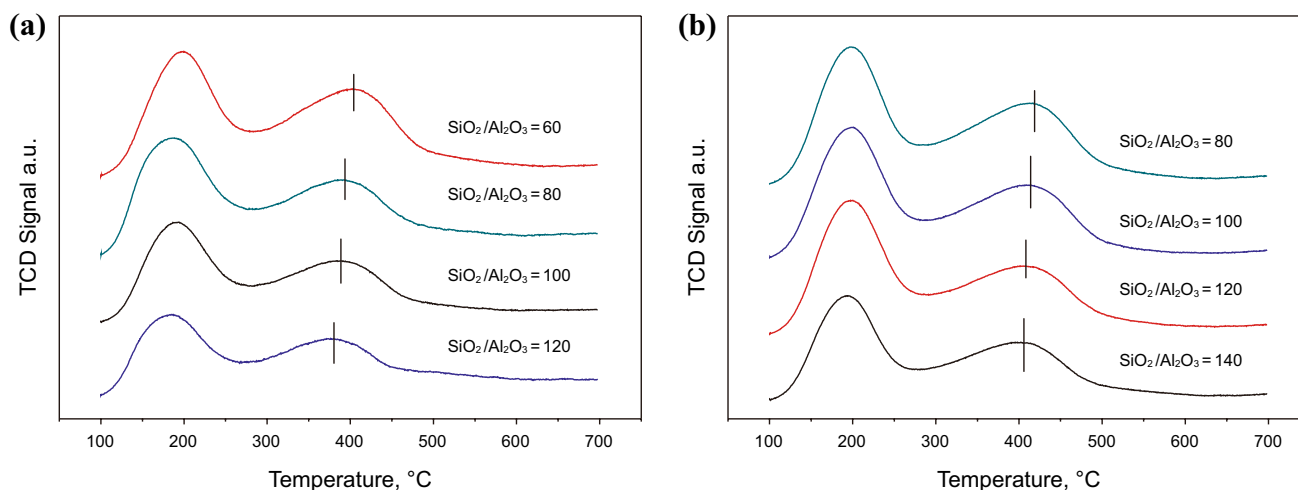 (a)
TCD Signal a.u.
SiO₂/Al₂O₃ = 60
SiO₂/Al₂O₃ = 80
SiO₂/Al₂O₃ = 100
SiO₂/Al₂O₃ = 120
100 200 300 400 500 600 700
Temperature, °C
(b)
TCD Signal a.u.
SiO₂/Al₂O₃ = 80
SiO₂/Al₂O₃ = 100
SiO₂/Al₂O₃ = 120
SiO₂/Al₂O₃ = 140
100 200 300 400 500 600 700
Temperature, °C